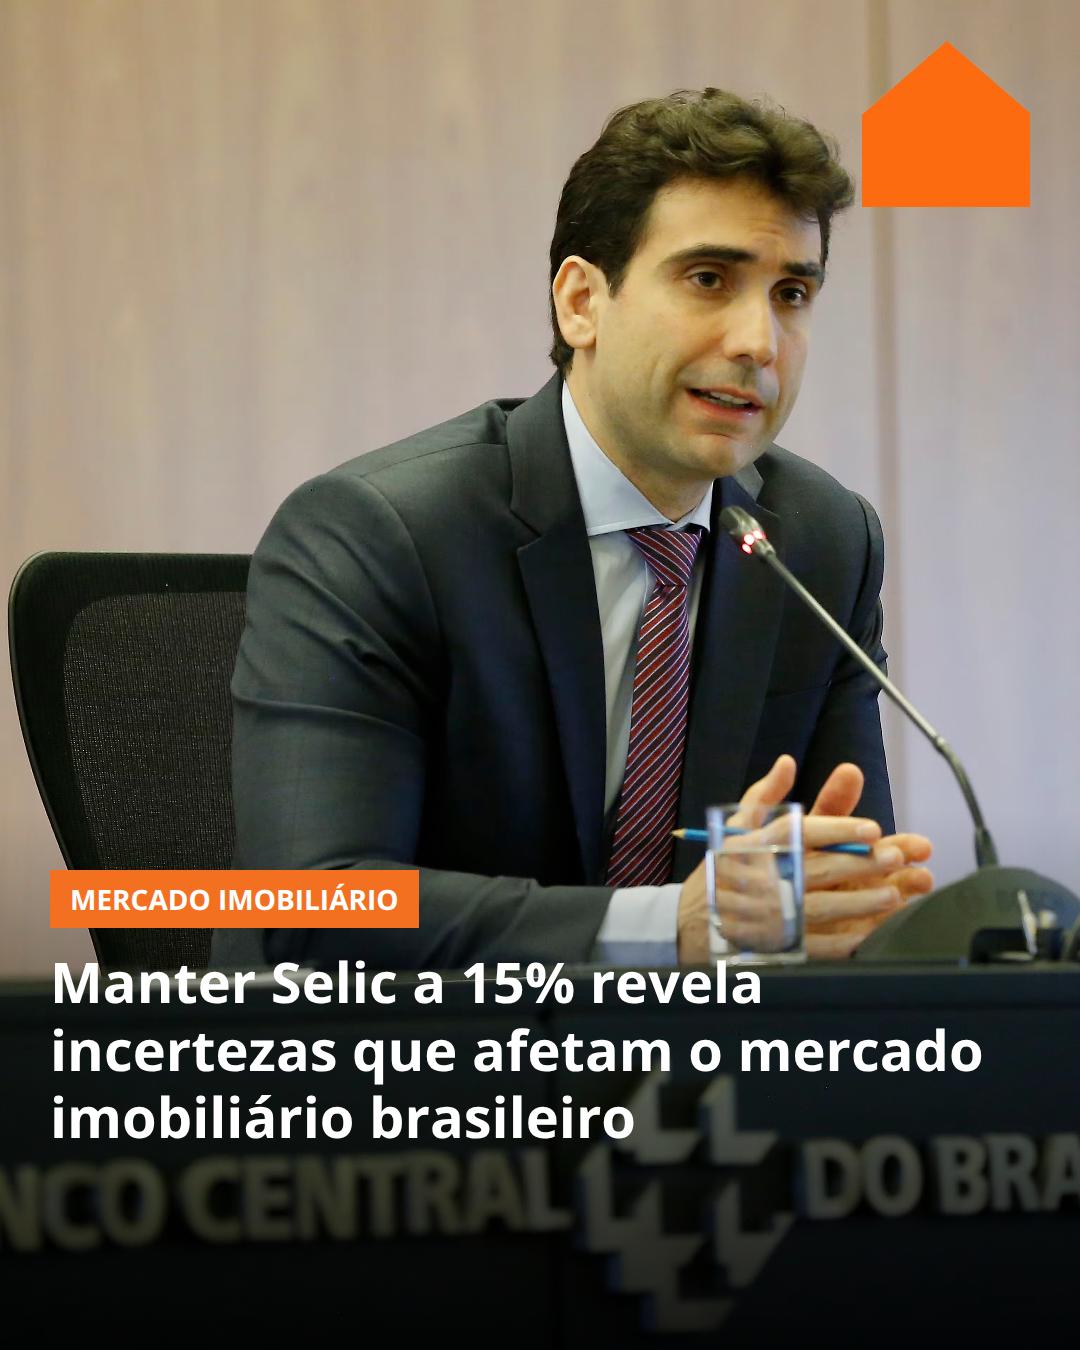 MERCADO IMOBILIÁRIO
Manter Selic a 15% revela
incertezas que afetam o mercado
imobiliário brasileiro
NCO CENTRAL DO BRA